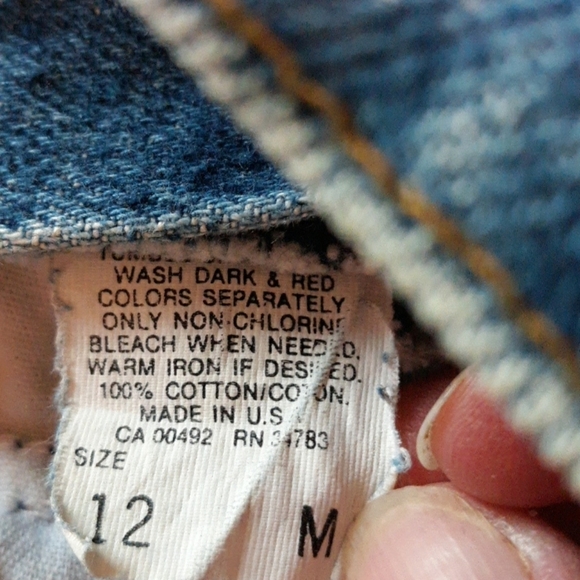 WASH DARK & RED
COLORS SEPARATELY
ONLY NON-CHLORINE
BLEACH WHEN NEEDED.
WARM IRON IF DESIRED.
100% COTTON/COTON.
MADE IN U.S
CA 00492 RN 34783
SIZE
12 M